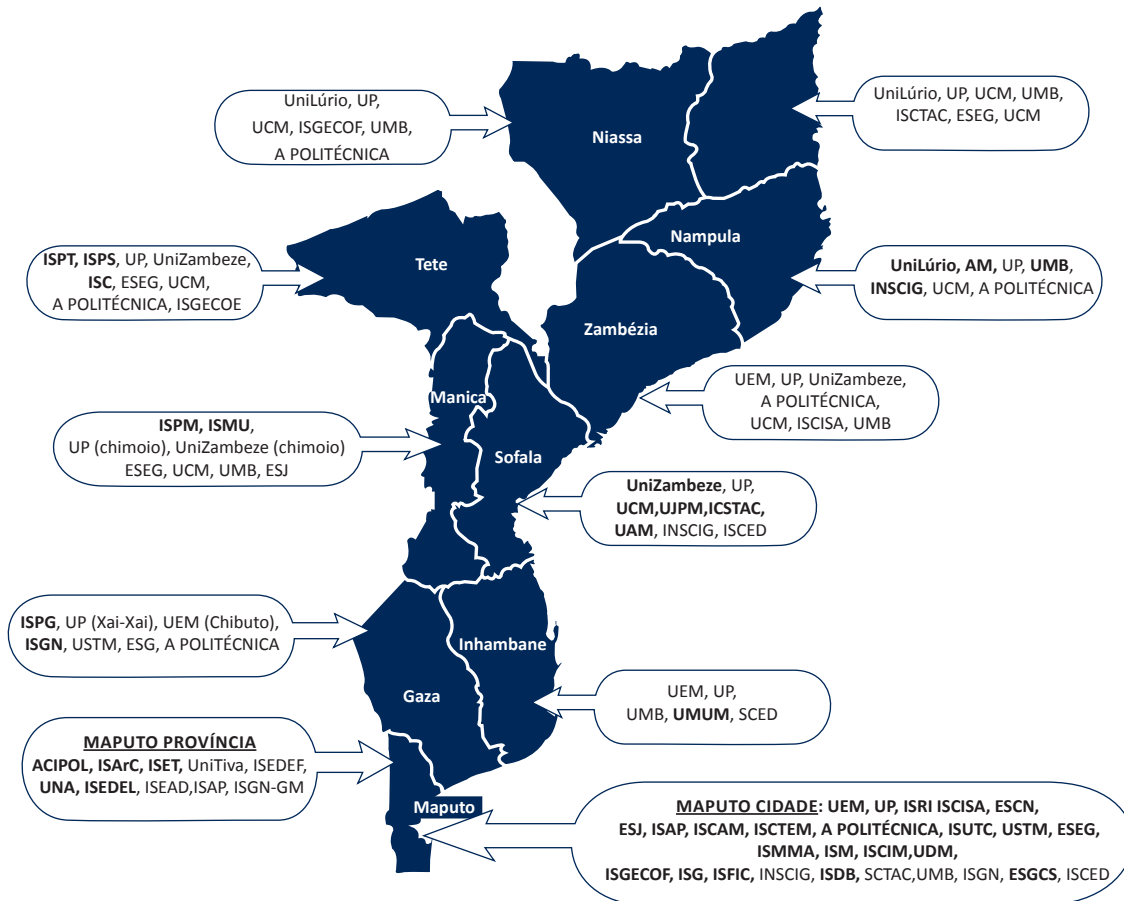 UniLúrio, UP,
UCM, ISGECOF, UMB,
A POLITÉCNICA
UniLúrio, UP, UCM, UMB,
ISCTAC, ESEG, UCM
Niassa
Nampula
Tete
ISPT, ISPS, UP, UniZambeze,
ISC, ESEG, UCM,
A POLITÉCNICA, ISGECOE
UniLúrio, AM, UP, UMB,
INSCIG, UCM, A POLITÉCNICA
Zambézia
UEM, UP, UniZambeze,
A POLITÉCNICA,
UCM, ISCISA, UMB
Manica
ISPM, ISMU,
UP (chimoio), UniZambeze (chimoio)
ESEG, UCM, UMB, ESJ
Sofala
UniZambeze, UP,
UCM,UJPM,ICSTAC,
UAM, INSCIG, ISCED
ISPG, UP (Xai-Xai), UEM (Chibuto),
ISGN, USTM, ESG, A POLITÉCNICA
Inhambane
Gaza
UEM, UP,
UMB, UMUM, SCED
MAPUTO PROVÍNCIA
ACIPOL, ISArC, ISET, UniTiva, ISEDEF,
UNA, ISEDEL, ISEAD,ISAP, ISGN-GM
Maputo
MAPUTO CIDADE: UEM, UP, ISRI ISCISA, ESCN,
ESJ, ISAP, ISCAM, ISCTEM, A POLITÉCNICA, ISUTC, USTM, ESEG,
ISMMA, ISM, ISCIM,UDM,
ISGECOF, ISG, ISFIC, INSCIG, ISDB, SCTAC,UMB, ISGN, ESGCS, ISCED